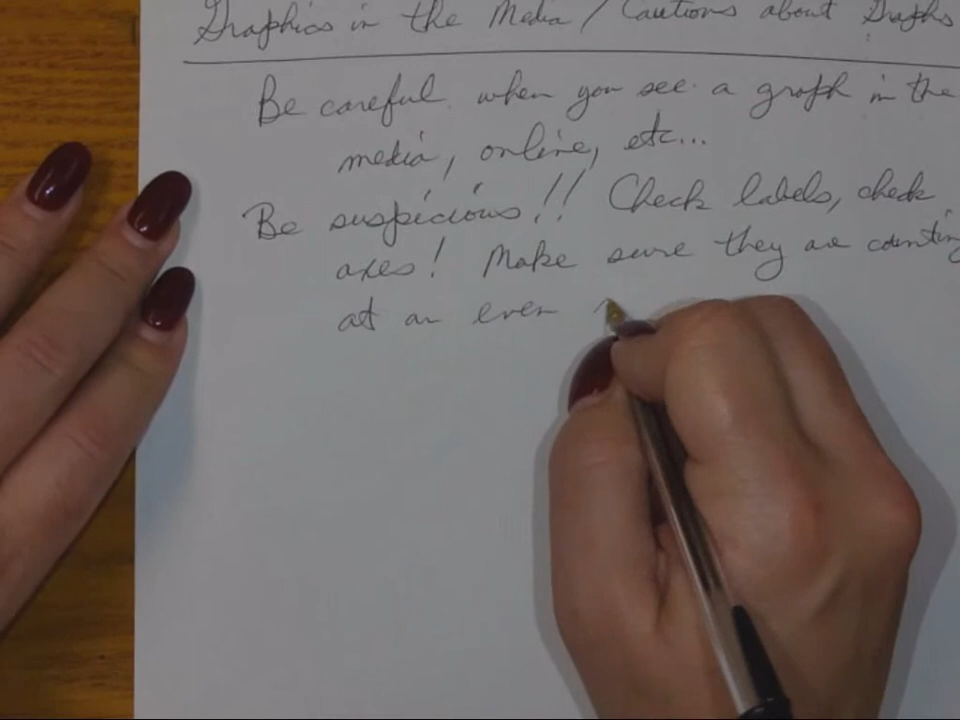 Graphics in the Media / Cautions about Graphs
Be careful when you see a graph in the
media, online, etc...
Be suspicious!! Check labels, check
axes! Make sure they are counting
at an even